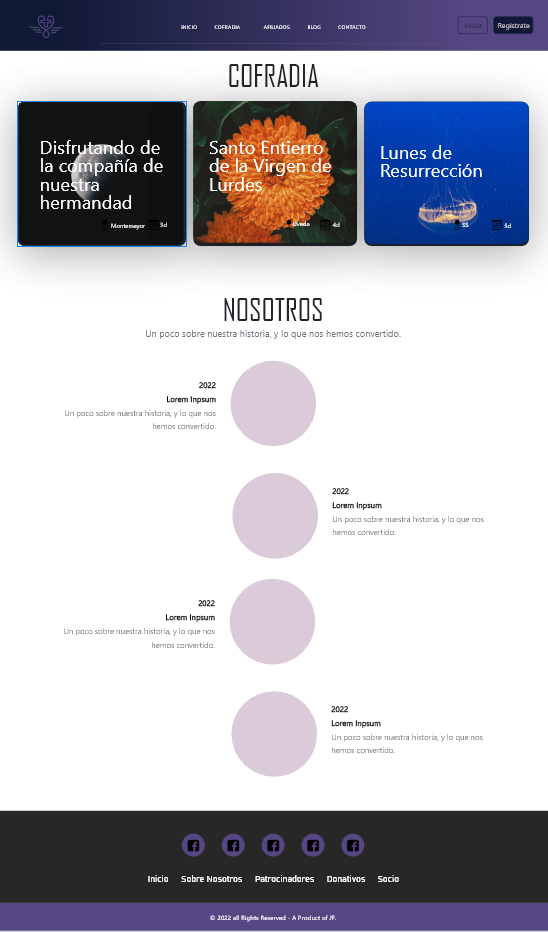 INICIO COFRADIA AFILIADOS BLOG CONTACTO Iniciar Regístrate
COFRADIA
Disfrutando de
la compañía de
nuestra
hermandad
Montemayor 3d
Santo Entierro
de la Virgen de
Lurdes
Uveda 4d
Lunes de
Resurrección
SS 5d
NOSOTROS
Un poco sobre nuestra historia, y lo que nos hemos convertido.
2022
Lorem Inpsum
Un poco sobre nuestra historia, y lo que nos
hemos convertido.
2022
Lorem Inpsum
Un poco sobre nuestra historia, y lo que nos
hemos convertido.
2022
Lorem Inpsum
Un poco sobre nuestra historia, y lo que nos
hemos convertido.
2022
Lorem Inpsum
Un poco sobre nuestra historia, y lo que nos
hemos convertido.
Inicio Sobre Nosotros Patrocinadores Donativos Socio
© 2022 all Rights Reserved - A Product of JF.